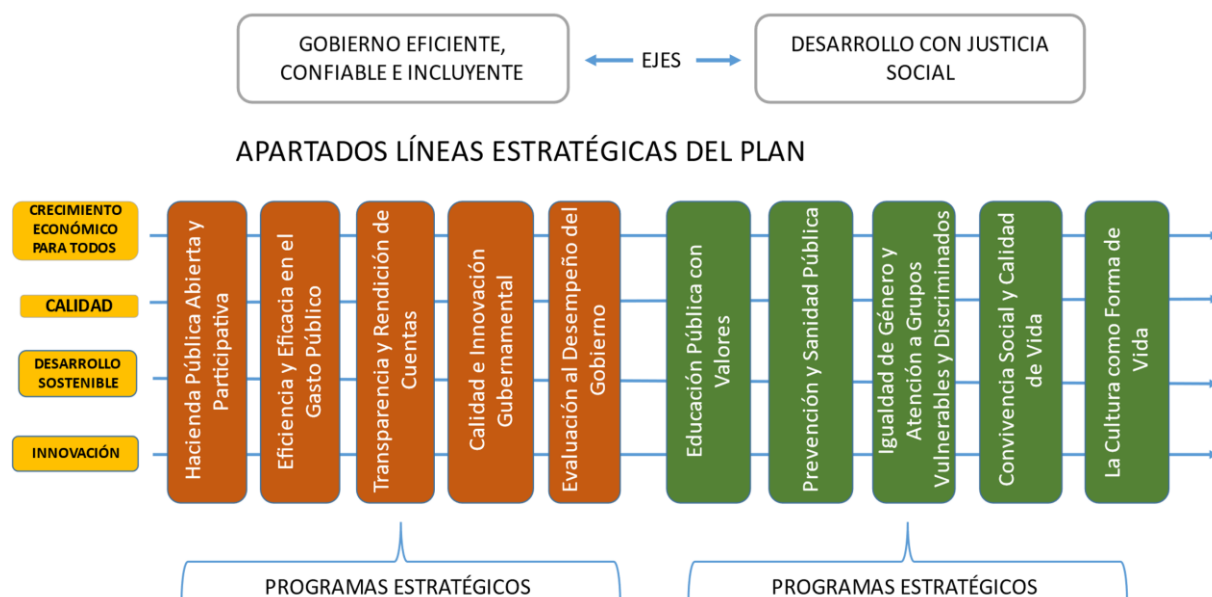 GOBIERNO EFICIENTE,
CONFIABLE E INCLUYENTE
EJES
DESARROLLO CON JUSTICIA
SOCIAL
APARTADOS LÍNEAS ESTRATÉGICAS DEL PLAN
CRECIMIENTO
ECONÓMICO
PARA TODOS
CALIDAD
DESARROLLO
SOSTENIBLE
INNOVACIÓN
Hacienda Pública Abierta y
Participativa
Eficiencia y Eficacia en el
Gasto Público
Transparencia y Rendición de
Cuentas
Calidad e Innovación
Gubernamental
Evaluación al Desempeño del
Gobierno
Educación Pública con
Valores
Prevención y Sanidad Pública
Igualdad de Género y
Atención a Grupos
Vulnerables y Discriminados
Convivencia Social y Calidad
de Vida
La Cultura como Forma de
Vida
PROGRAMAS ESTRATÉGICOS
PROGRAMAS ESTRATÉGICOS